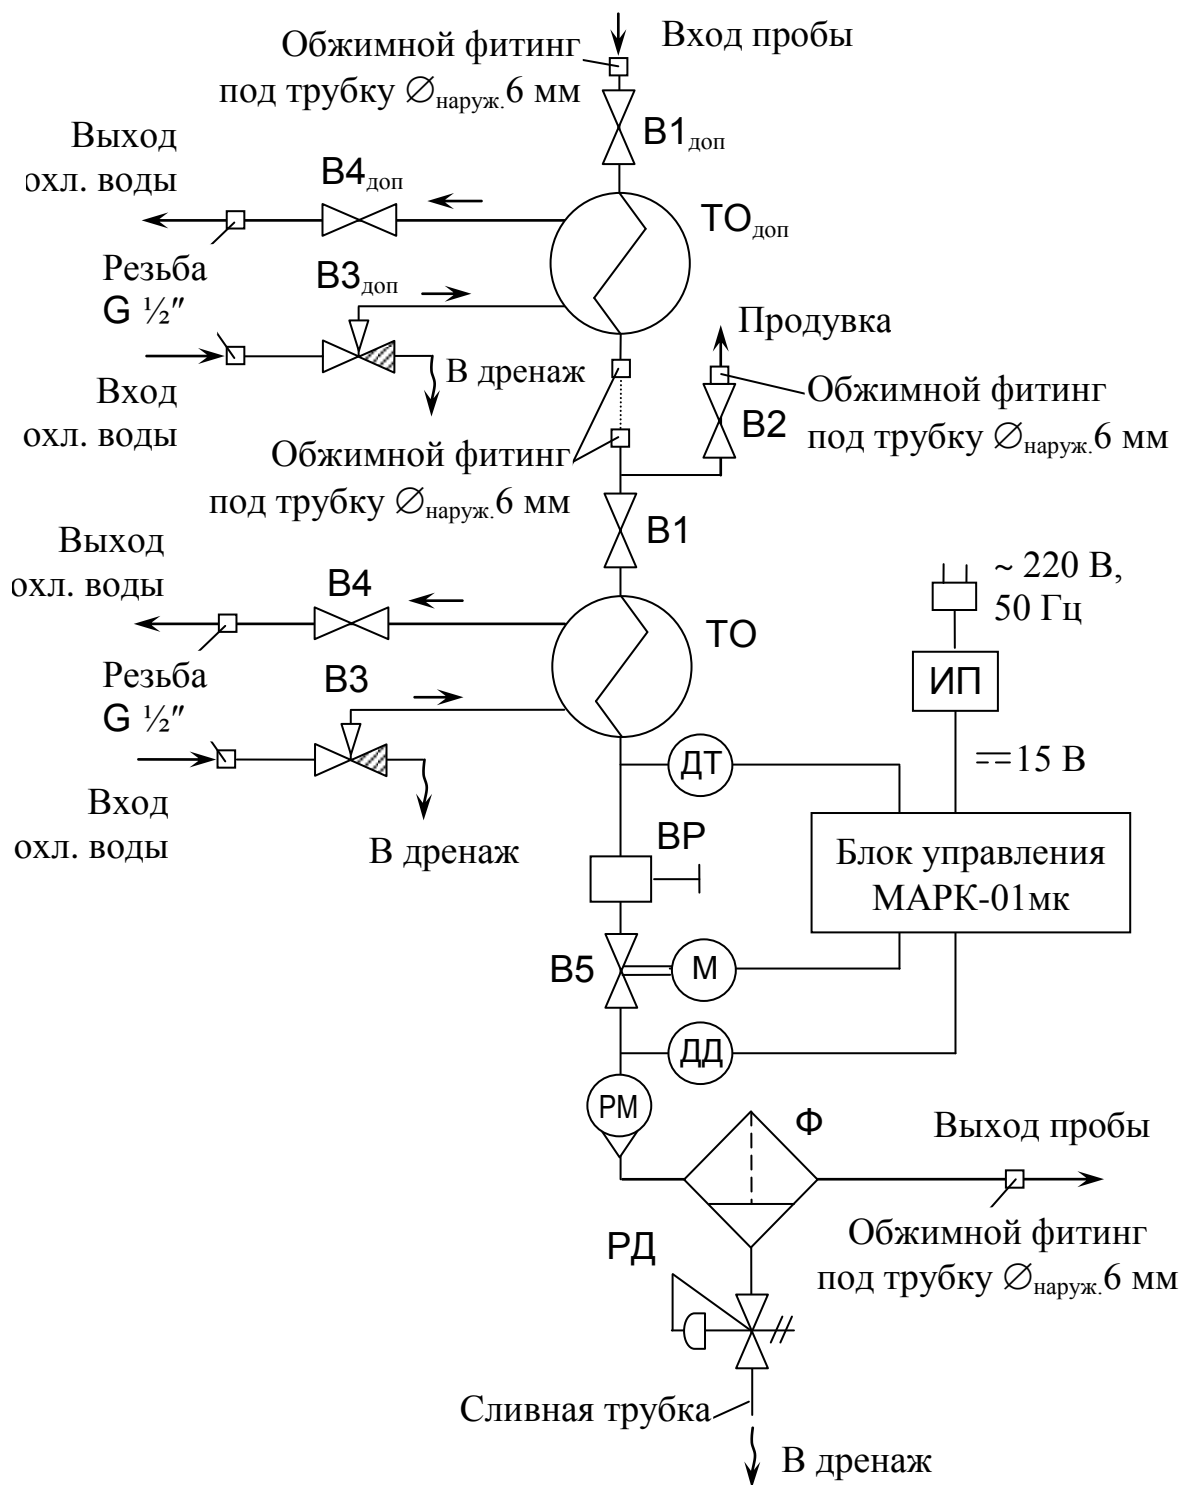 Обжимной фитинг
под трубку ∅наруж.6 мм
Вход пробы
В1доп
Выход
охл. воды
В4доп
ТОдоп
Резьба
G ½″
В3доп
Вход
охл. воды
В дренаж
Продувка
Обжимной фитинг
под трубку ∅наруж.6 мм
В2
Обжимной фитинг
под трубку ∅наруж.6 мм
В1
Выход
охл. воды
В4
ТО
~ 220 В,
50 Гц
ИП
Резьба
G ½″
В3
ДТ
15 В
Вход
охл. воды
В дренаж
ВР
Блок управления
МАРК-01мк
В5
М
ДД
РМ
Ф
Выход пробы
Обжимной фитинг
под трубку ∅наруж.6 мм
РД
Сливная трубка
В дренаж